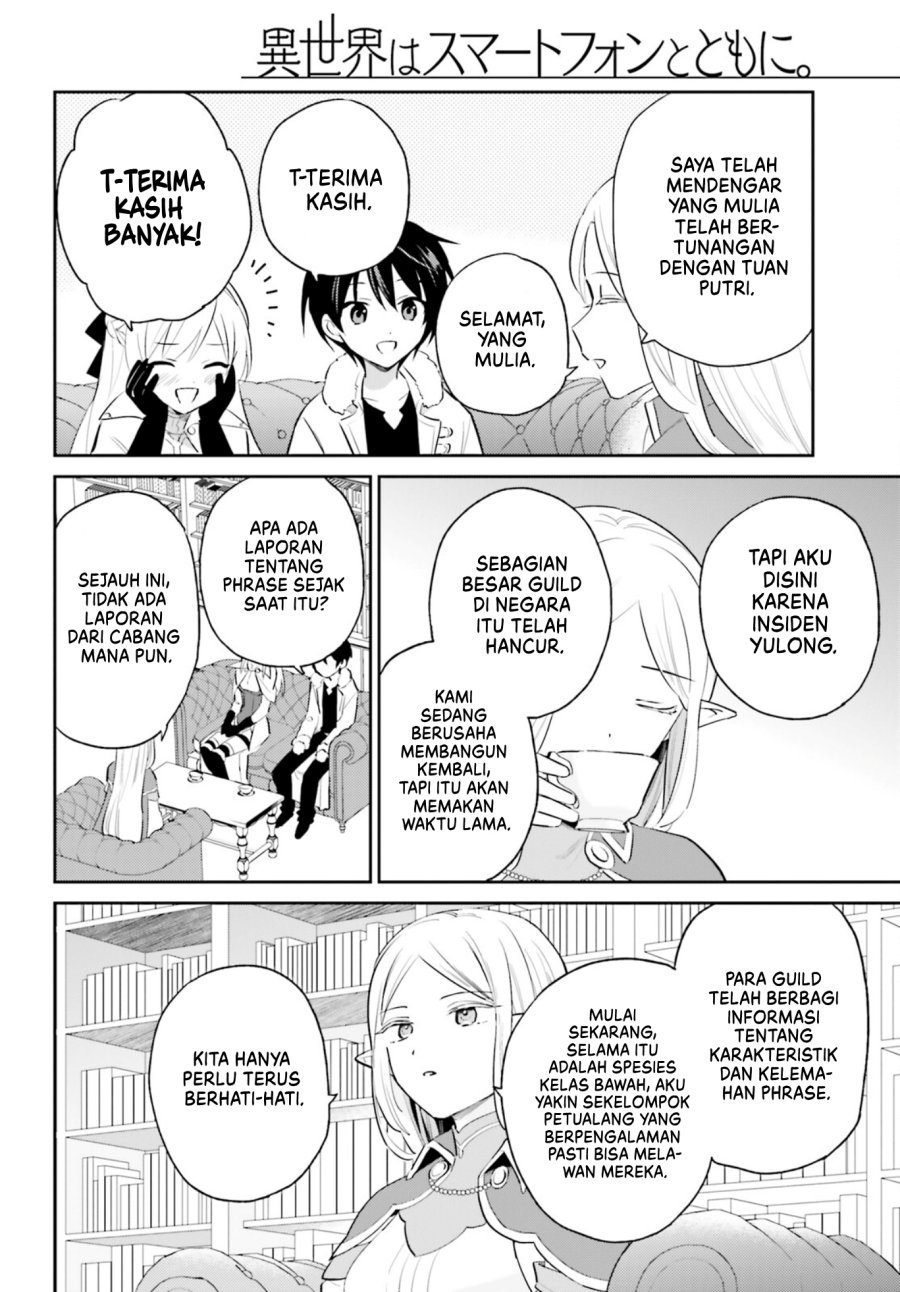 異世界はスマートフォンとともに。
SAYA TELAH
MENDENGAR
YANG MULIA
TELAH BER-
TUNANGAN
DENGAN TUAN
PUTRI.
SELAMAT,
YANG
MULIA.
T-TERIMA
KASIH.
T-TERIMA
KASIH
BANYAK!
TAPI AKU
DISINI
KARENA
INSIDEN
YULONG.
SEBAGIAN
BESAR GUILD
DI NEGARA
ITU TELAH
HANCUR.
KAMI
SEDANG
BERUSAHA
MEMBANGUN
KEMBALI,
TAPI ITU AKAN
MEMAKAN
WAKTU LAMA.
APA ADA
LAPORAN
TENTANG
PHRASE SEJAK
SAAT ITU?
SEJAUH INI,
TIDAK ADA
LAPORAN
DARI CABANG
MANA PUN.
PARA GUILD
TELAH BERBAGI
INFORMASI
TENTANG
KARAKTERISTIK
DAN KELEMA-
HAN PHRASE.
MULAI
SEKARANG,
SELAMA ITU
ADALAH SPESIES
KELAS BAWAH, AKU
YAKIN SEKELOMPOK
PETUALANG YANG
BERPENGALAMAN
PASTI BISA MELA-
WAN MEREKA.
KITA HANYA
PERLU TERUS
BERHATI-HATI.